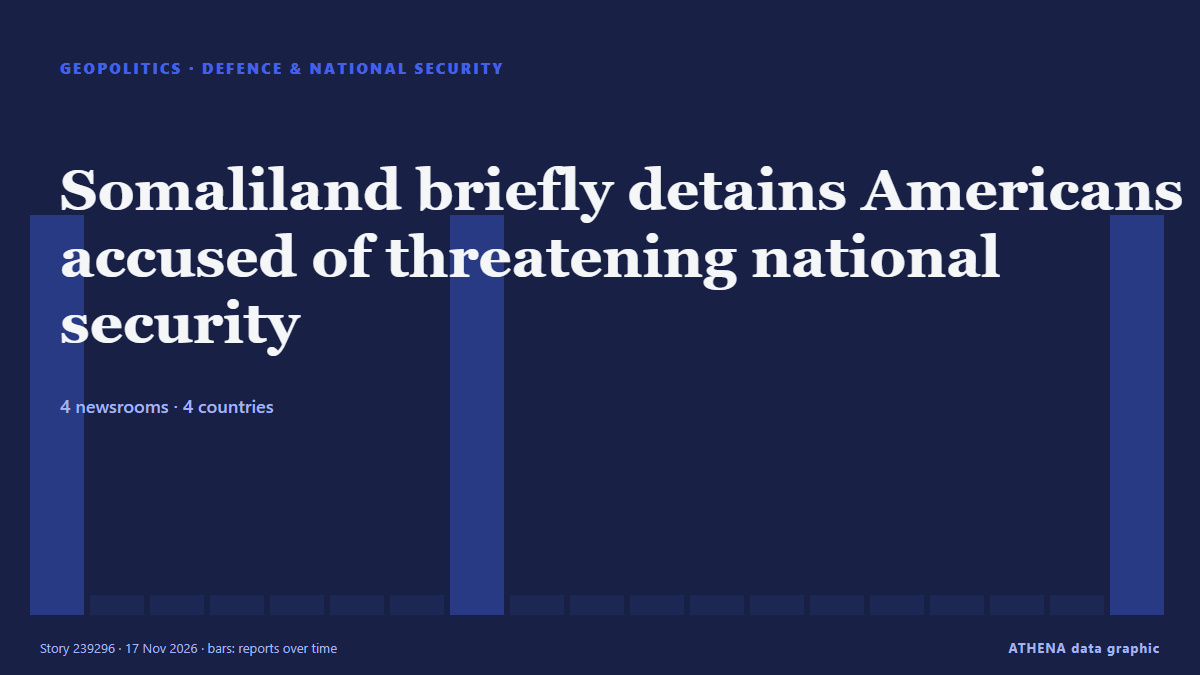 GEOPOLITICS · DEFENCE & NATIONAL SECURITY
Somaliland briefly detains Americans
accused of threatening national
security
4 newsrooms · 4 countries
Story 239296 · 17 Nov 2026 · bars: reports over time
ATHENA data graphic